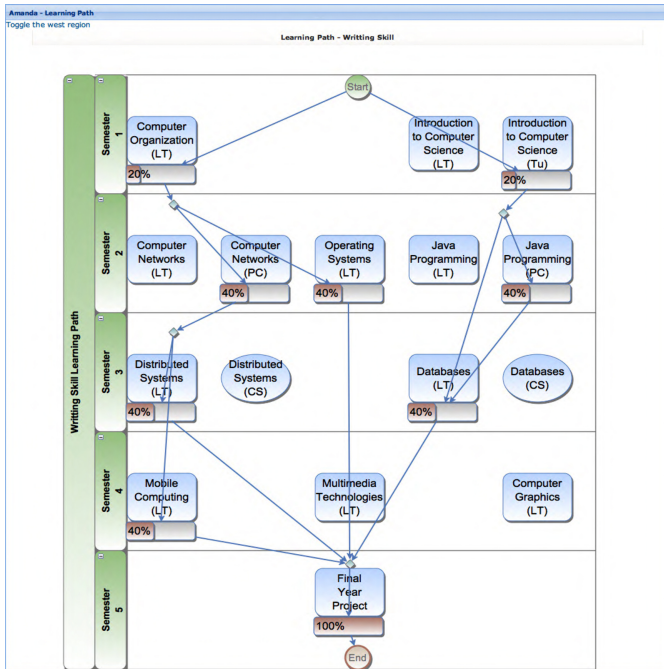 Amanda - Learning Path
Toggle the west region
Learning Path - Writting Skill
Writting Skill Learning Path
Start
Semester
1
Computer
Organization
(LT)
20%
Introduction
to Computer
Science
(LT)
Introduction
to Computer
Science
(Tu)
20%
Semester
2
Computer
Networks
(LT)
Computer
Networks
(PC)
40%
Operating
Systems
(LT)
40%
Java
Programming
(LT)
Java
Programming
(PC)
40%
Semester
3
Distributed
Systems
(LT)
40%
Distributed
Systems
(CS)
Databases
(LT)
40%
Databases
(CS)
Semester
4
Mobile
Computing
(LT)
40%
Multimedia
Technologies
(LT)
Computer
Graphics
(LT)
Semester
5
Final
Year
Project
100%
End